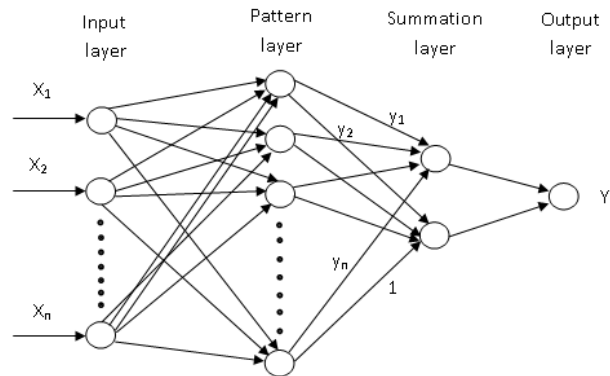 Input
layer
Pattern
layer
Summation
layer
Output
layer
X1
X2
Xn
y1
y2
yn
1
Y